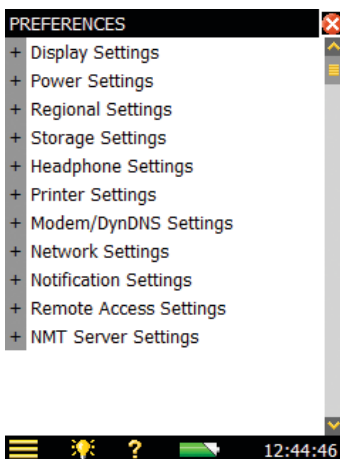 PREFERENCES
+ Display Settings
+ Power Settings
+ Regional Settings
+ Storage Settings
+ Headphone Settings
+ Printer Settings
+ Modem/DynDNS Settings
+ Network Settings
+ Notification Settings
+ Remote Access Settings
+ NMT Server Settings
? 12:44:46